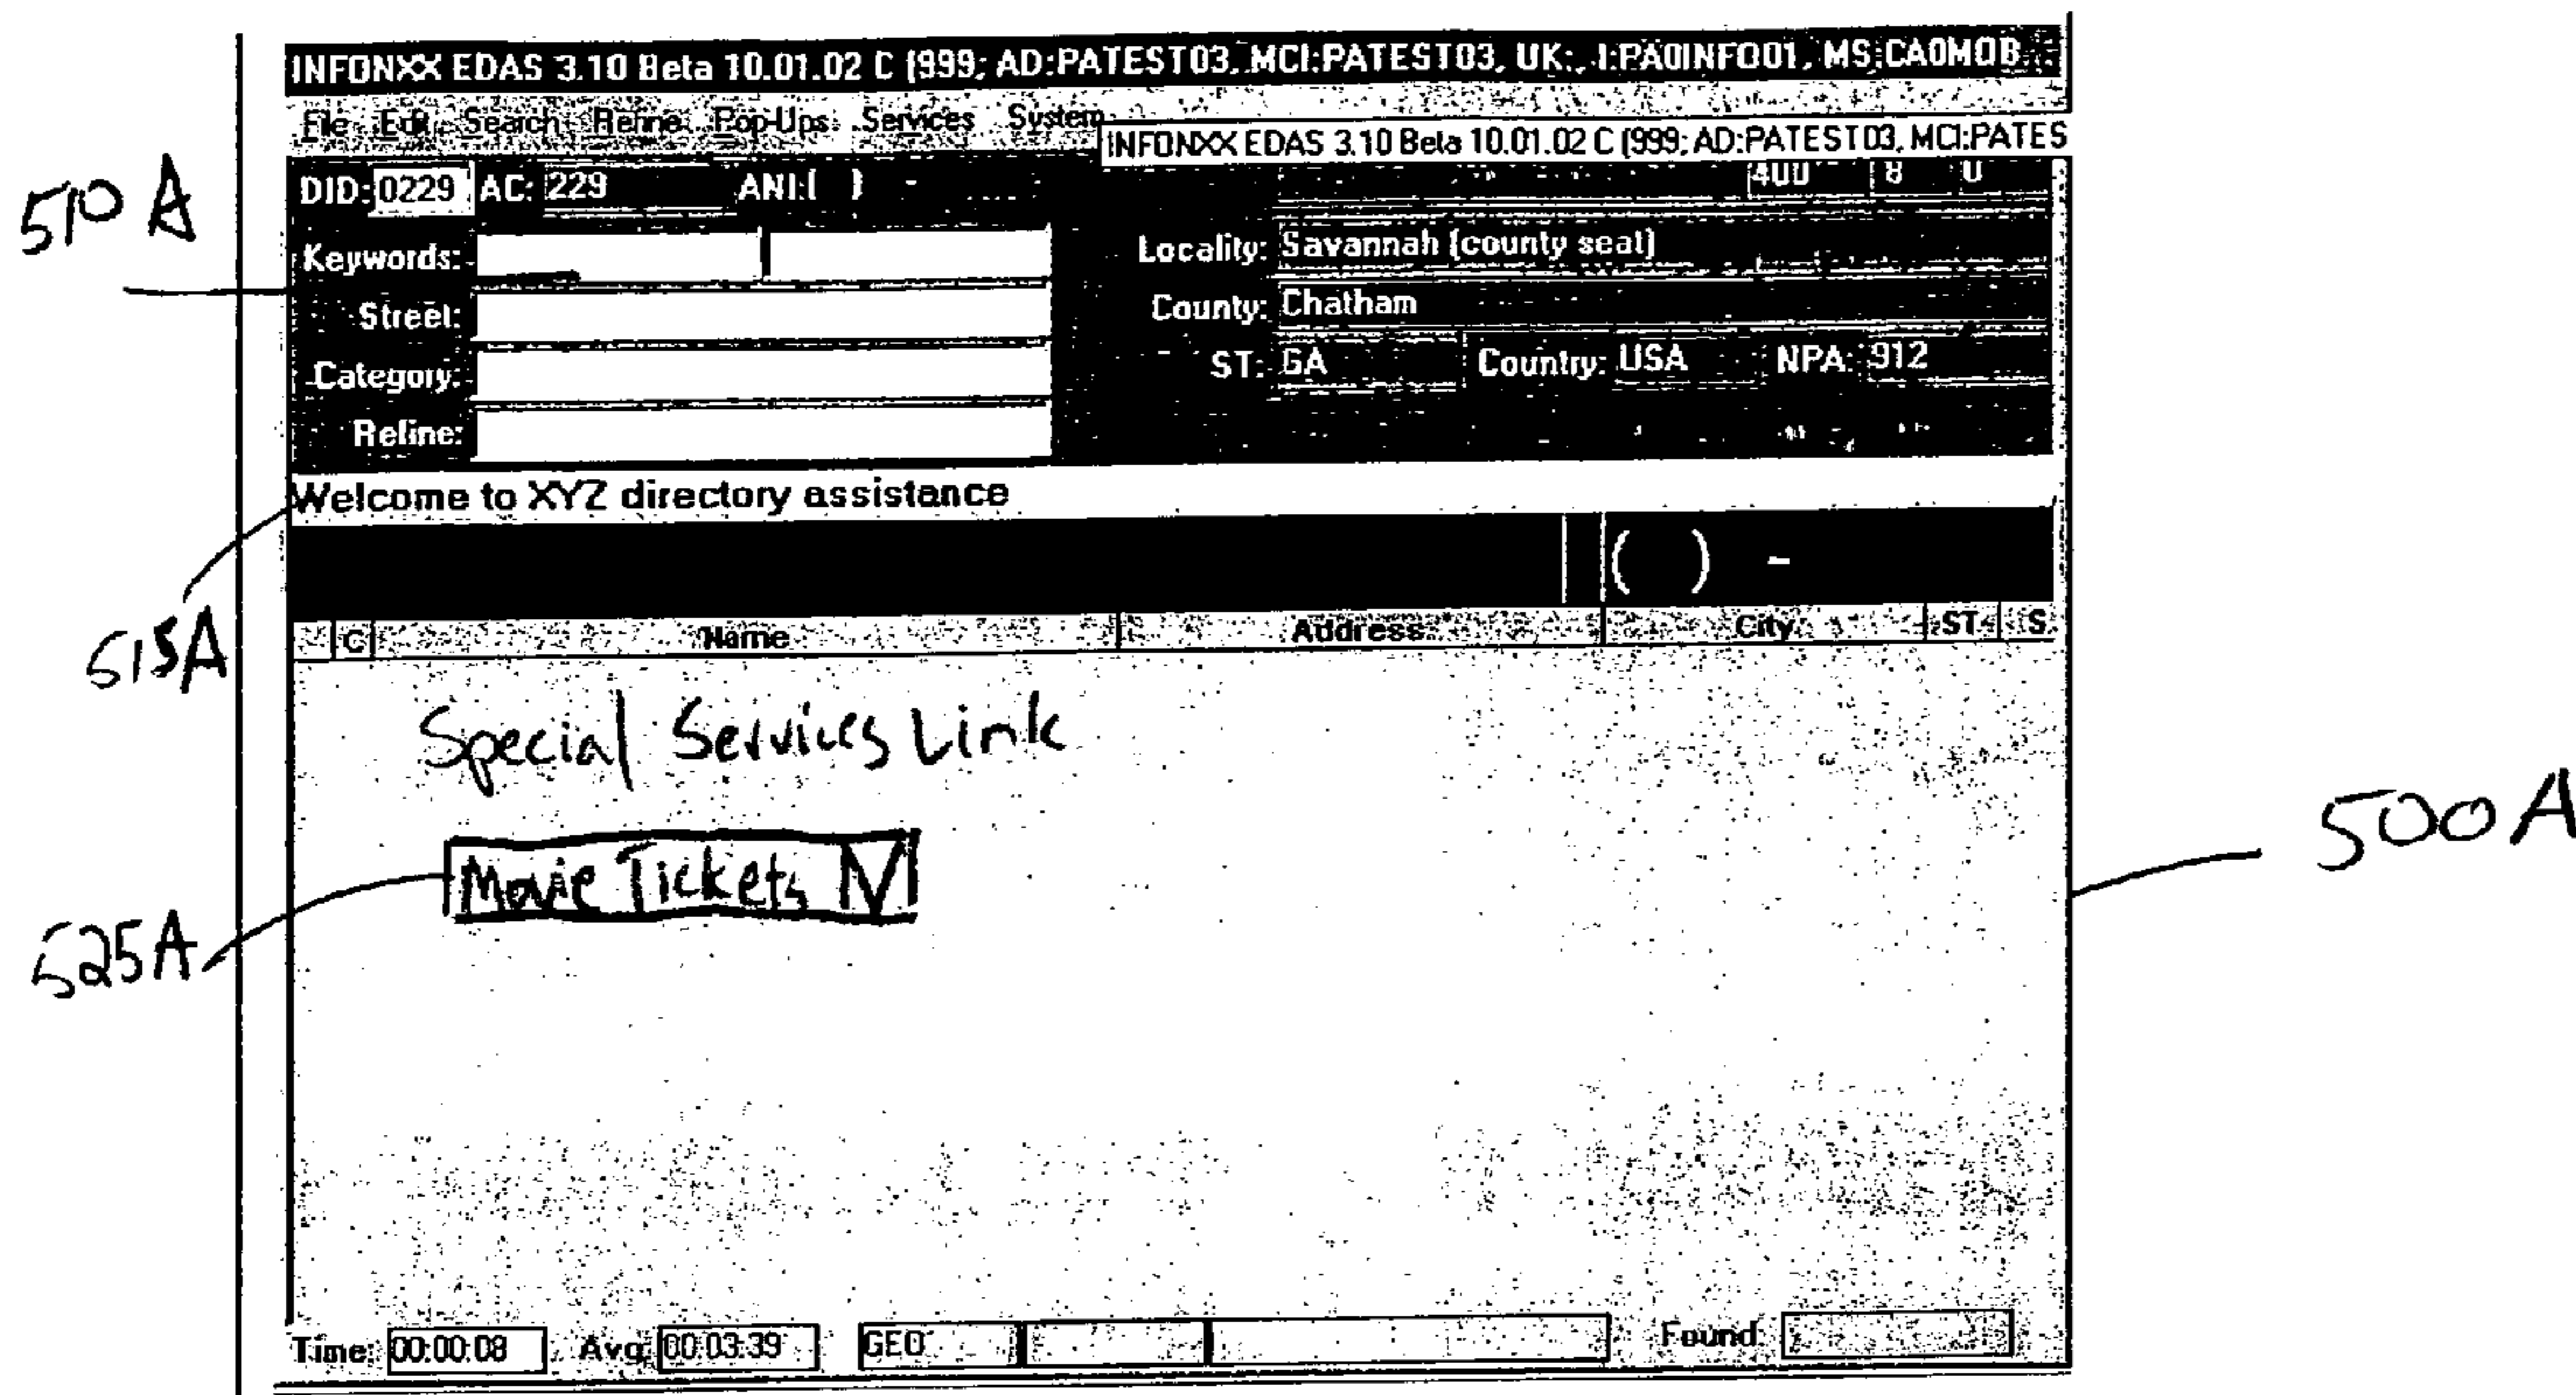 INFONXX EDAS 3.10 Beta 10.01.02 C (999; AD:PATEST03, MCI:PATEST03, UK:, I:PA0INFO01, MS:CA0MOB
File Edit Search Refine Pop-Ups Services System
INFONXX EDAS 3.10 Beta 10.01.02 C (999; AD:PATEST03, MCI:PATES
DID: 0229 AC: 229 ANI:( ) - 400 8 0
510A
Keywords: Locality: Savannah (county seat)
Street: County: Chatham
Category: ST: GA Country: USA NPA: 912
Refine:
Welcome to XYZ directory assistance
( ) -
515A
C Name Address City ST S
Special Services Link
500A
Movie Tickets
525A
Time: 00:00:08 Avg: 00:03:39 GEO Found